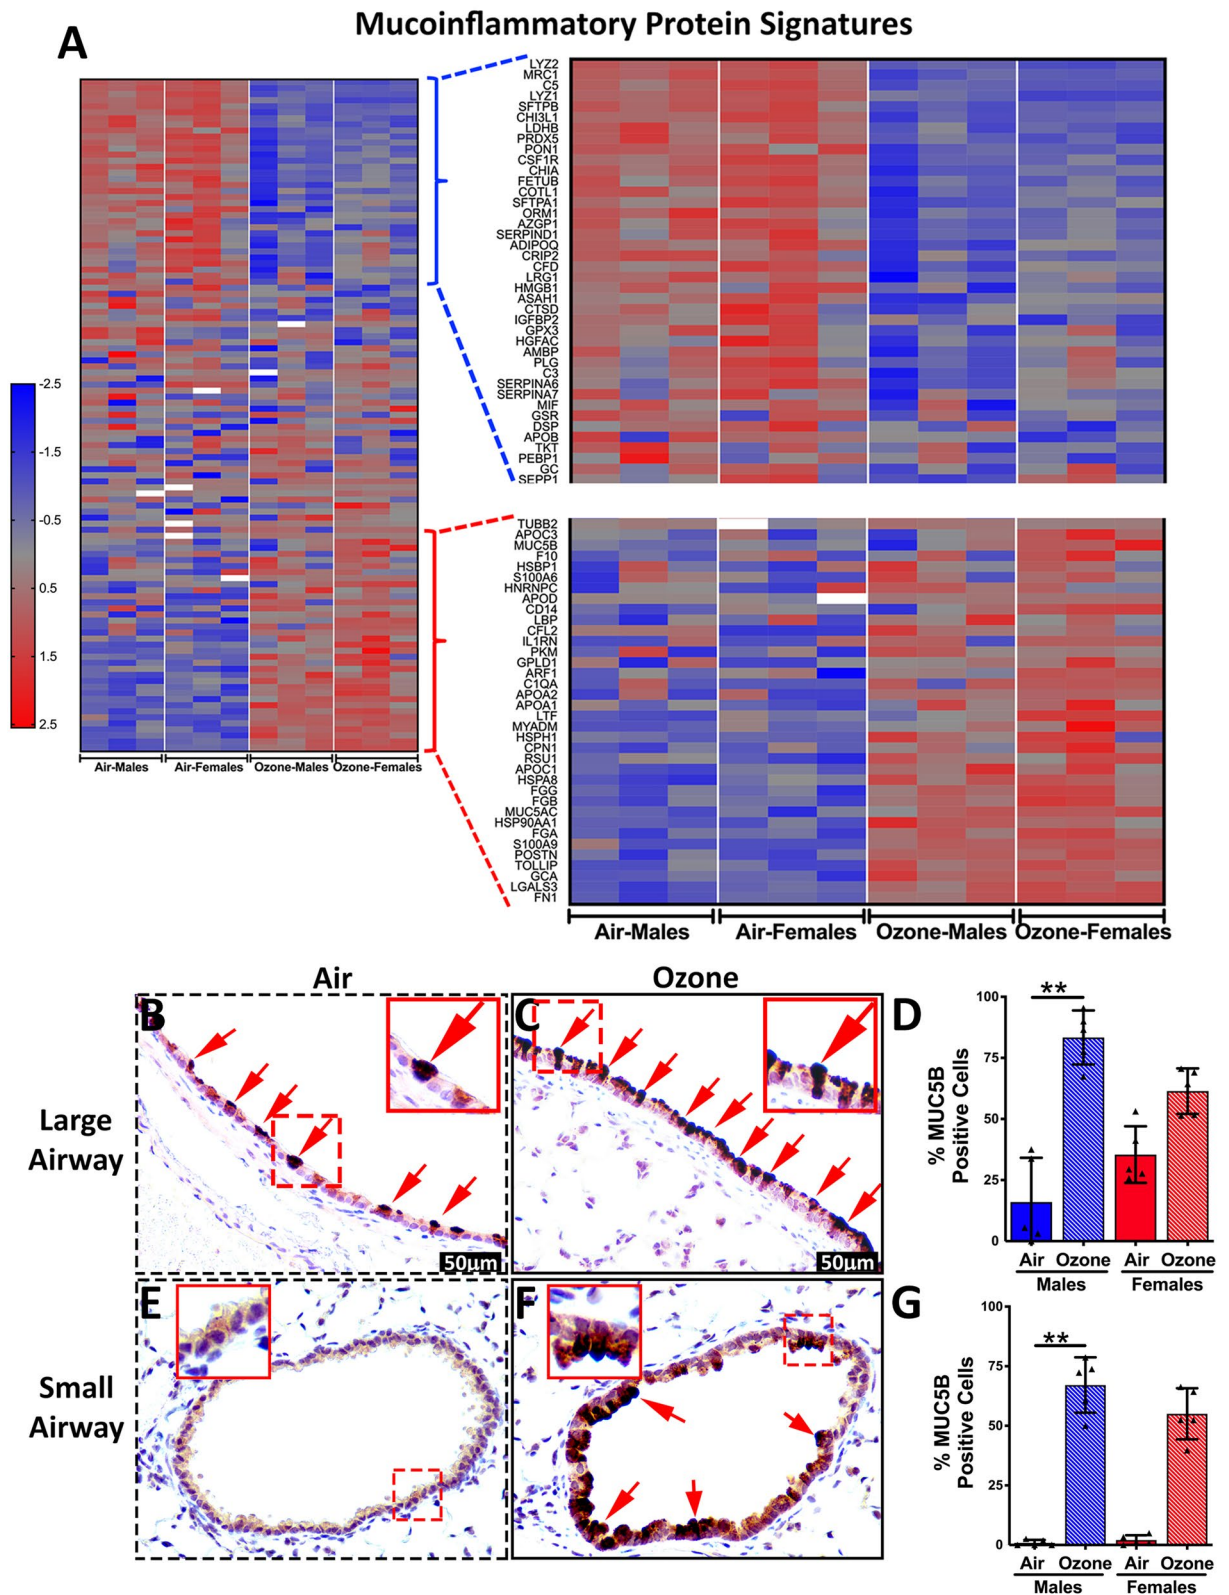 Mucoinflammatory Protein Signatures
A
LYZ2
MRC1
C5
LYZ1
SFTPB
CHI3L1
LDHB
PRDX5
PON1
CSF1R
CHIA
FETUB
COTL1
SFTPA1
ORM1
AZGP1
SERPIND1
ADIPOQ
CRIP2
CFD
LRG1
HMGB1
ASAH1
CTSD
IGFBP2
GPX3
HGFAC
AMBP
PLG
C3
SERPINA6
SERPINA7
MIF
GSR
DSP
APOB
TKT
PEBP1
GC
SEPP1
-2.5
-1.5
-0.5
0.5
1.5
2.5
Air-Males Air-Females Ozone-Males Ozone-Females
TUBB2
APOC3
MUC5B
F10
HSBP1
S100A6
HNRNPC
APOD
CD14
LBP
CFL2
IL1RN
PKM
GPLD1
ARF1
C1QA
APOA2
APOA1
LTF
MYADM
HSPH1
CPN1
RSU1
APOC1
HSPA8
FGG
FGB
MUC5AC
HSP90AA1
FGA
S100A9
POSTN
TOLLIP
GCA
LGALS3
FN1
Air-Males Air-Females Ozone-Males Ozone-Females
Air Ozone
Large
Airway
B
50μm
C
50μm
D
% MUC5B
Positive Cells
100
75
50
25
0
**
Air Ozone Air Ozone
Males Females
Small
Airway
E
F
G
% MUC5B
Positive Cells
100
75
50
25
0
**
Air Ozone Air Ozone
Males Females